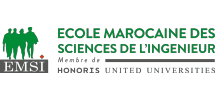 ECOLE MAROCAINE DES
SCIENCES DE L'INGENIEUR
EMSI
Membre de
HONORIS UNITED UNIVERSITIES